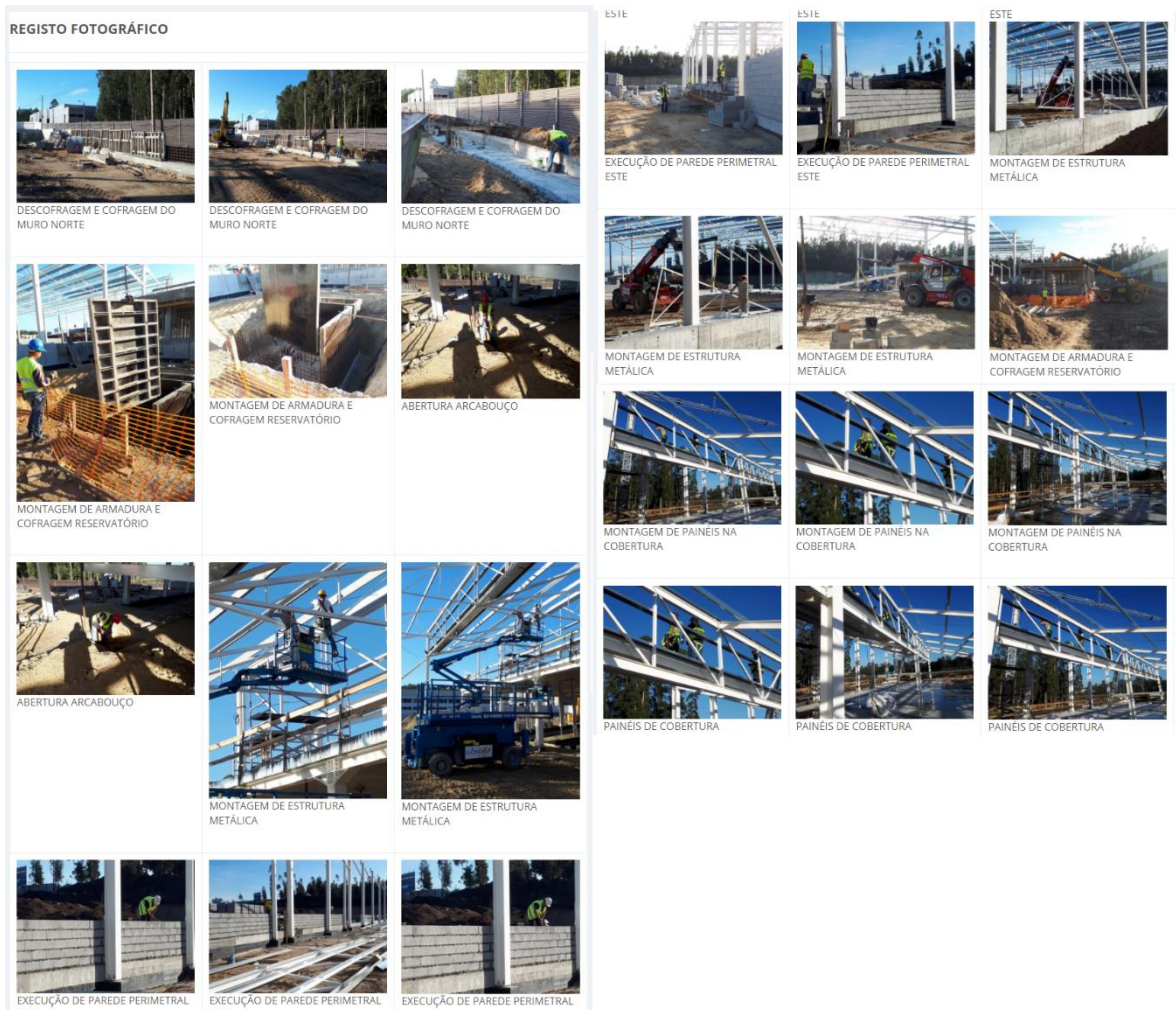 REGISTO FOTOGRÁFICO
DESCOFRAGEM E COFRAGEM DO
MURO NORTE
DESCOFRAGEM E COFRAGEM DO
MURO NORTE
DESCOFRAGEM E COFRAGEM DO
MURO NORTE
MONTAGEM DE ARMADURA E
COFRAGEM RESERVATÓRIO
MONTAGEM DE ARMADURA E
COFRAGEM RESERVATÓRIO
ABERTURA ARCABOUÇO
ABERTURA ARCABOUÇO
MONTAGEM DE ESTRUTURA
METÁLICA
MONTAGEM DE ESTRUTURA
METÁLICA
EXECUÇÃO DE PAREDE PERIMETRAL
EXECUÇÃO DE PAREDE PERIMETRAL
EXECUÇÃO DE PAREDE PERIMETRAL
ESTE
ESTE
ESTE
EXECUÇÃO DE PAREDE PERIMETRAL
ESTE
EXECUÇÃO DE PAREDE PERIMETRAL
ESTE
MONTAGEM DE ESTRUTURA
METÁLICA
MONTAGEM DE ESTRUTURA
METÁLICA
MONTAGEM DE ESTRUTURA
METÁLICA
MONTAGEM DE ARMADURA E
COFRAGEM RESERVATÓRIO
MONTAGEM DE PAINÉIS NA
COBERTURA
MONTAGEM DE PAINÉIS NA
COBERTURA
MONTAGEM DE PAINÉIS NA
COBERTURA
PAINÉIS DE COBERTURA
PAINÉIS DE COBERTURA
PAINÉIS DE COBERTURA